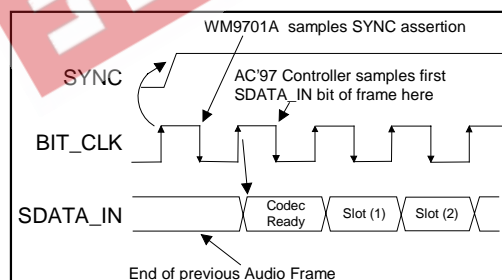 WM9701A samples SYNC assertion
SYNC
AC'97 Controller samples first
SDATA_IN bit of frame here
BIT_CLK
SDATA_IN
Codec
Ready
Slot (1)
Slot (2)
End of previous Audio Frame